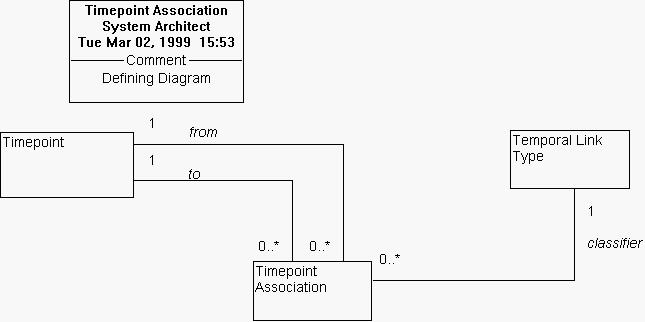 Timepoint Association
System Architect
Tue Mar 02, 1999  15:53
Comment
Defining Diagram
Timepoint
1
from
1
to
Temporal Link
Type
1
classifier
0..*
0..*
0..*
Timepoint
Association